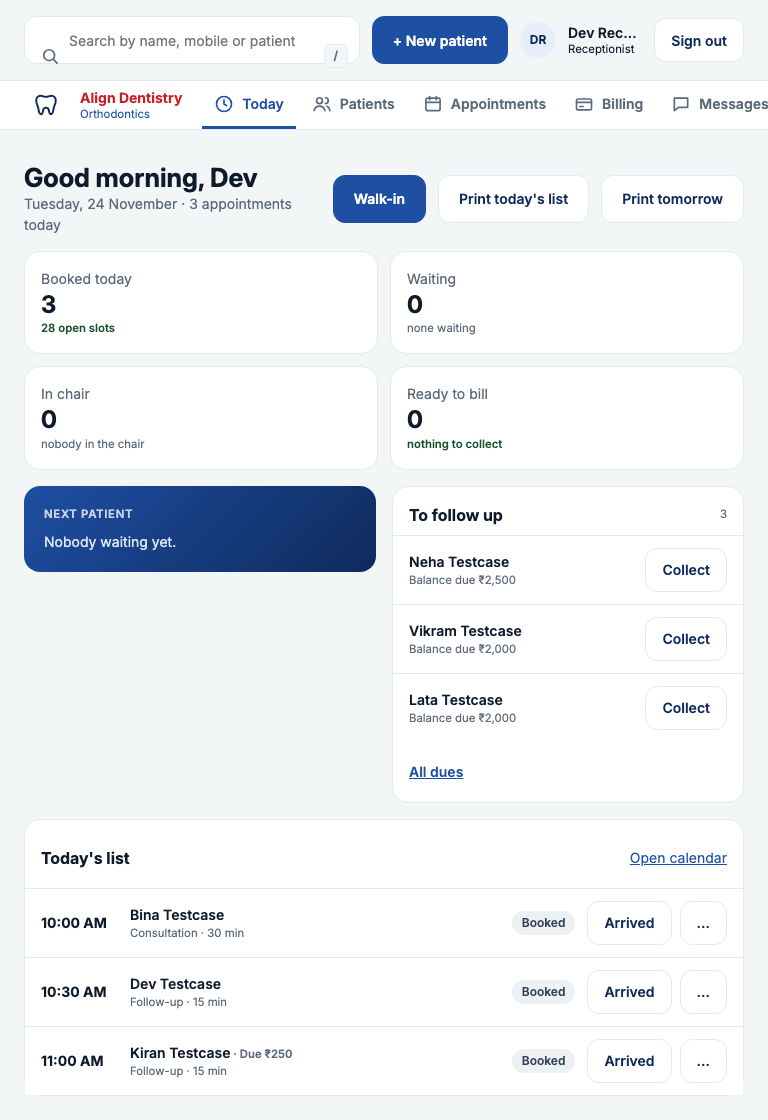 Search by name, mobile or patient
/
+ New patient
DR
Dev Rec...
Receptionist
Sign out
Align Dentistry
Orthodontics
Today
Patients
Appointments
Billing
Messages
Good morning, Dev
Tuesday, 24 November · 3 appointments
today
Walk-in
Print today's list
Print tomorrow
Booked today
3
28 open slots
Waiting
0
none waiting
In chair
0
nobody in the chair
Ready to bill
0
nothing to collect
NEXT PATIENT
Nobody waiting yet.
To follow up
3
Neha Testcase
Balance due ₹2,500
Collect
Vikram Testcase
Balance due ₹2,000
Collect
Lata Testcase
Balance due ₹2,000
Collect
All dues
Today's list
Open calendar
10:00 AM
Bina Testcase
Consultation · 30 min
Booked
Arrived
...
10:30 AM
Dev Testcase
Follow-up · 15 min
Booked
Arrived
...
11:00 AM
Kiran Testcase · Due ₹250
Follow-up · 15 min
Booked
Arrived
...